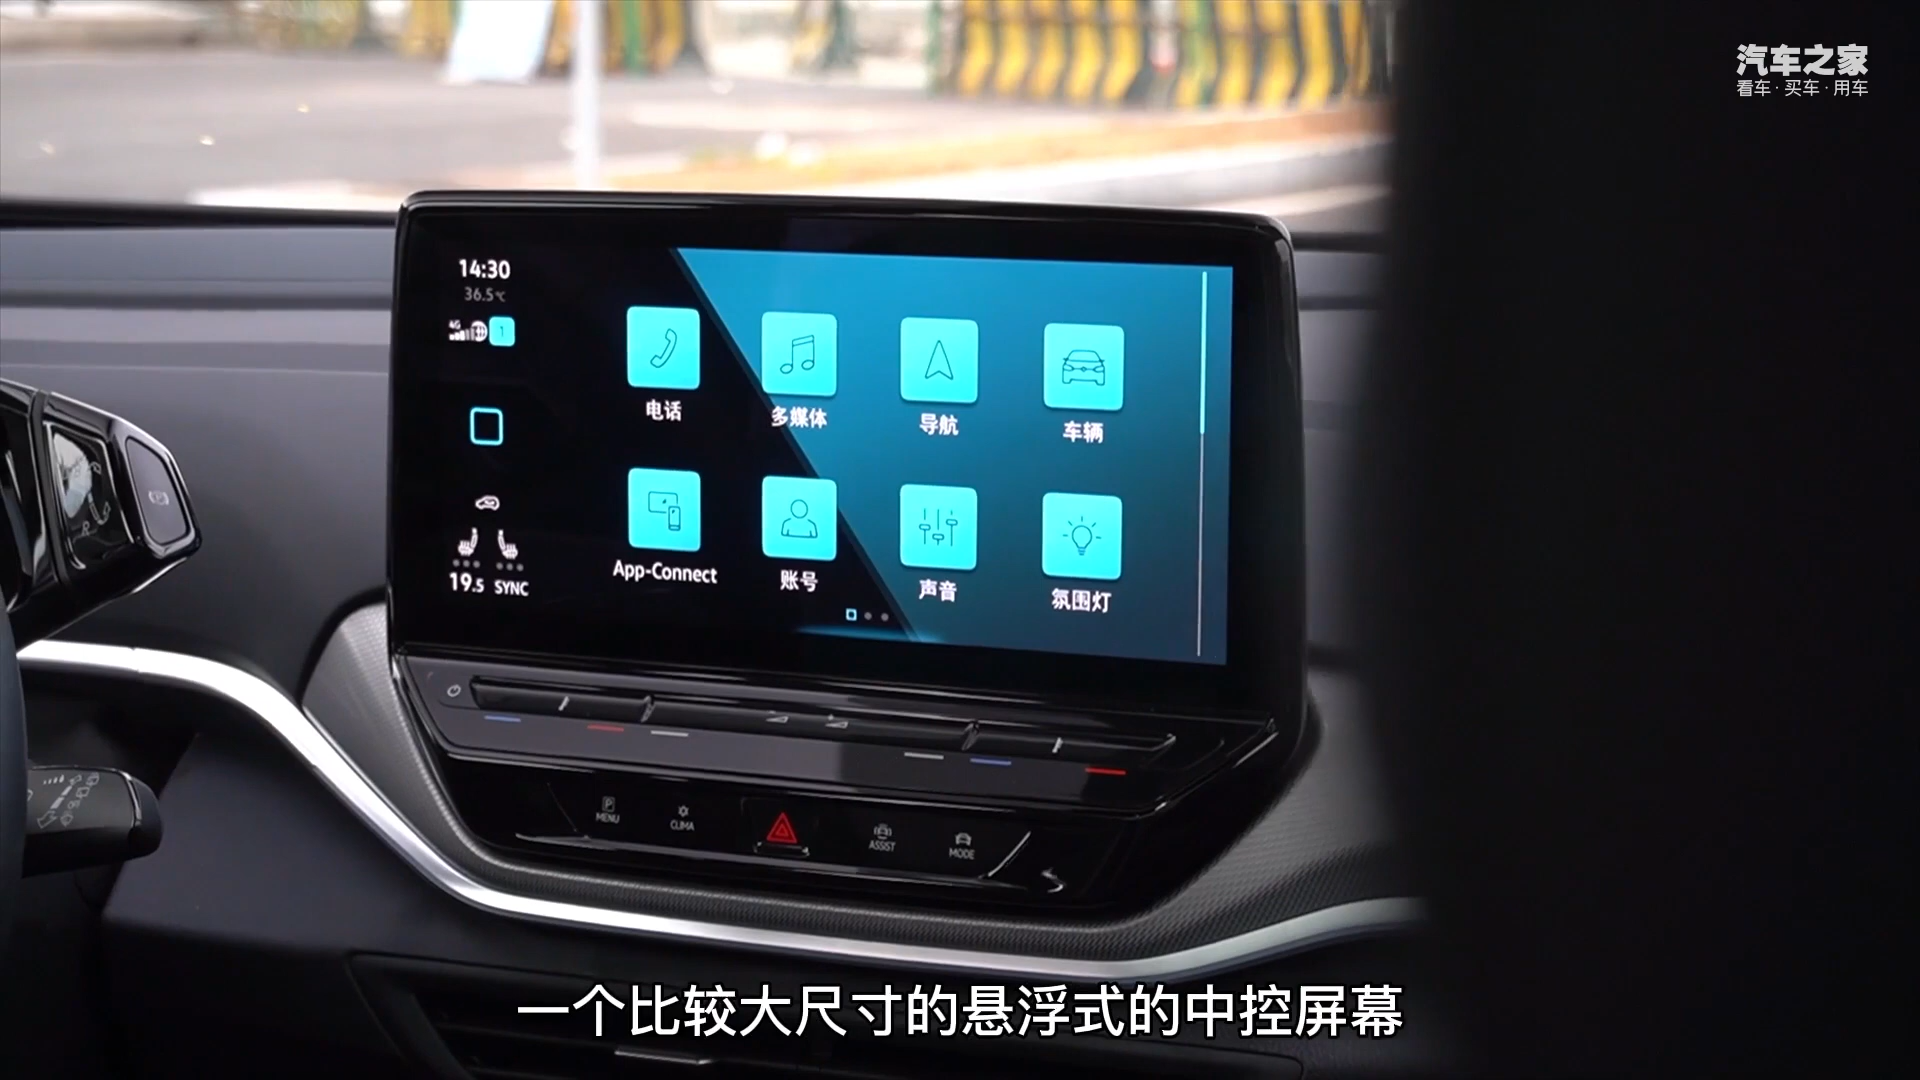 汽车之家
看车·买车·用车
14:30
36.5℃
4G
1
电话
多媒体
导航
车辆
App-Connect
账号
声音
氛围灯
19.5 SYNC
P
MENU
CLIMA
ASSIST
MODE
R
一个比较大尺寸的悬浮式的中控屏幕